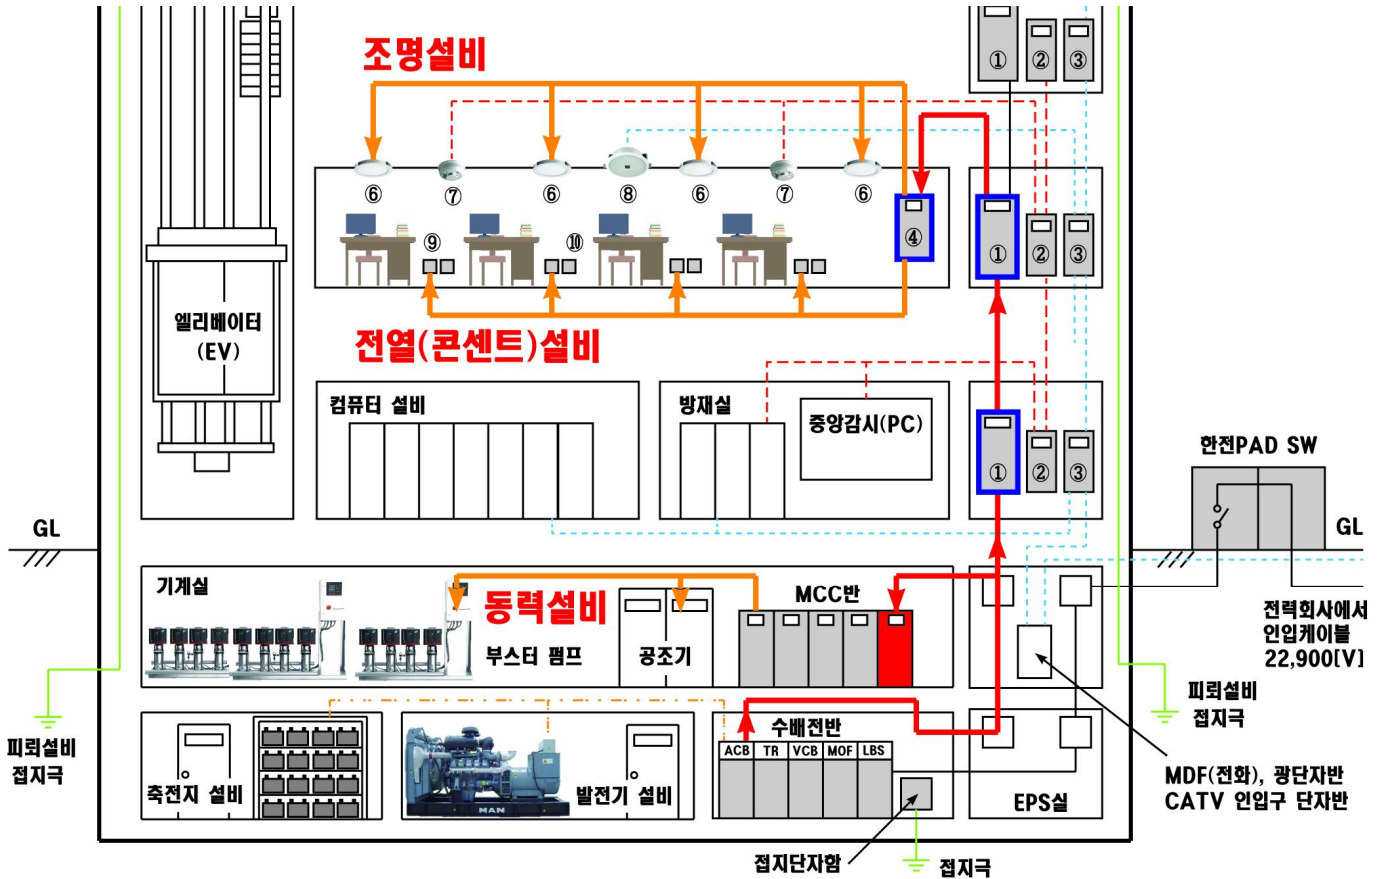 ①
②
③
조명설비
⑥
⑦
⑥
⑧
⑥
⑦
⑥
④
①
②
③
⑨
⑩
엘리베이터
(EV)
전열(콘센트)설비
컴퓨터 설비
방재실
중앙감시(PC)
①
②
③
한전PAD SW
GL
GL
기계실
동력설비
부스터 펌프
공조기
MCC반
전력회사에서
인입케이블
22,900[V]
피뢰설비
접지극
피뢰설비
접지극
축전지 설비
MAN
발전기 설비
수배전반
ACB
TR
VCB
MOF
LBS
EPS실
MDF(전화), 광단자반
CATV 인입구 단자반
접지단자함
접지극